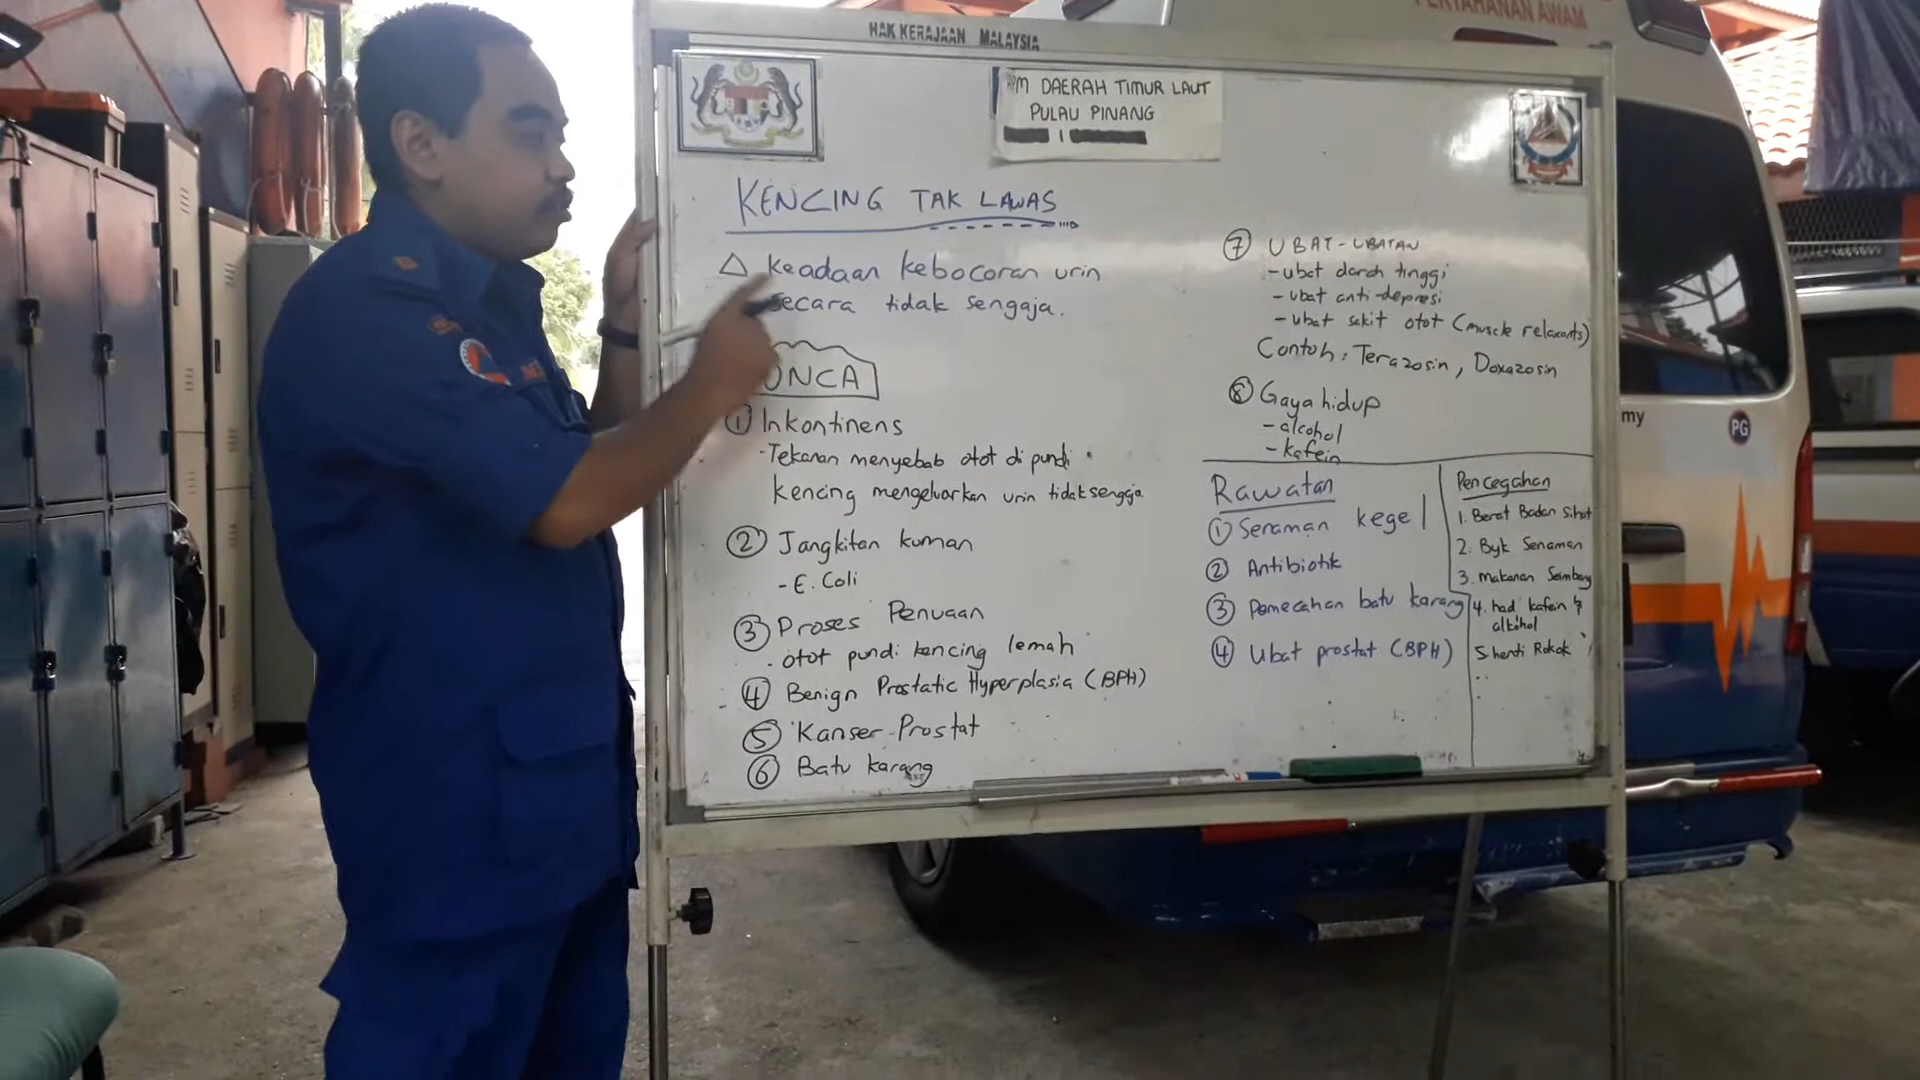 HAK KERAJAAN MALAYSIA
PERTAHANAN AWAM
APM DAERAH TIMUR LAUT
PULAU PINANG
KENCING TAK LAWAS
keadaan kebocoran urin
secara tidak sengaja.
UNCA
① Inkontinens
- Tekanan menyebab otot di pundi
kencing mengeluarkan urin tidak sengaja
② Jangkitan kuman
- E. Coli
③ Proses Penuaan
. otot pundi kencing lemah
④ Benign Prostatic Hyperplasia (BPH)
⑤ Kanser Prostat
⑥ Batu karang
⑦ UBAT-UBATAN
- ubat darah tinggi
- ubat anti-depresi
- ubat sakit otot (muscle relaxants)
Contoh: Terazosin, Doxazosin
⑧ Gaya hidup
- alcohol
- kafein
Rawatan
① Senaman kegel
② Antibiotik
③ Pemecahan batu karang
④ Ubat prostat (BPH)
Pencegahan
1. Berat Badan Sihat
2. Byk Senaman
3. Makanan Seimbang
4. had kafein &
alkohol
5. henti Rokok
my
PG